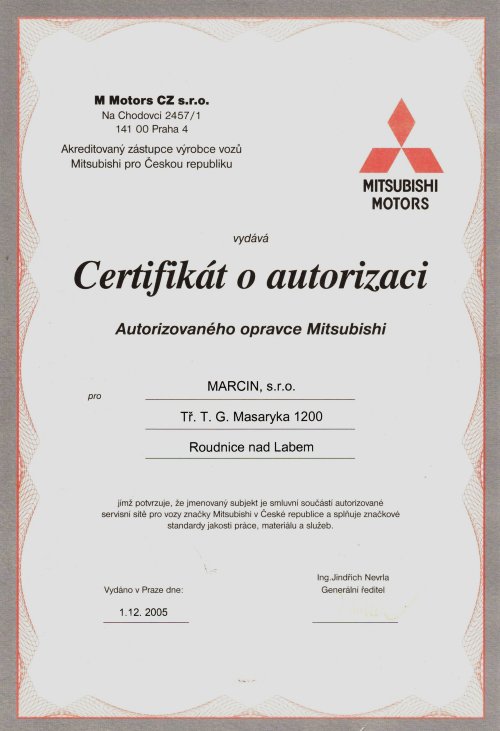 M Motors CZ s.r.o.
Na Chodovci 2457/1
141 00 Praha 4
Akreditovaný zástupce výrobce vozů
Mitsubishi pro Českou republiku
MITSUBISHI
MOTORS
vydává
Certifikát o autorizaci
Autorizovaného opravce Mitsubishi
pro
MARCIN, s.r.o.
Tř. T. G. Masaryka 1200
Roudnice nad Labem
jímž potvrzuje, že jmenovaný subjekt je smluvní součástí autorizované
servisní sítě pro vozy značky Mitsubishi v České republice a splňuje značkové
standardy jakosti práce, materiálu a služeb.
Ing.Jindřich Nevrla
Vydáno v Praze dne:
Generální ředitel
1.12. 2005